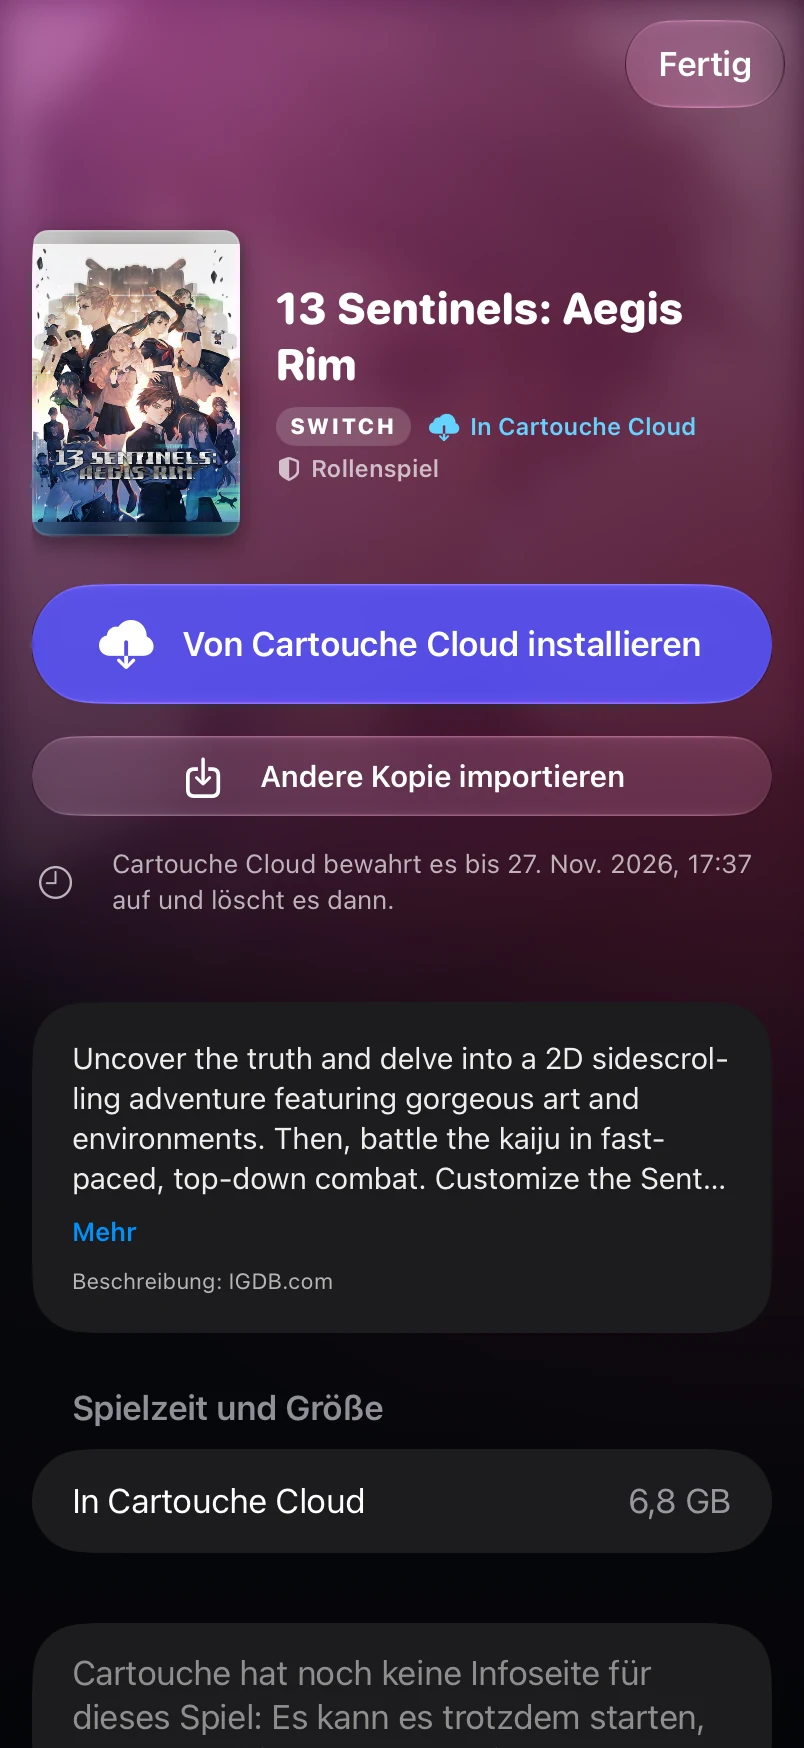 Fertig
13 SENTINELS:
AEGIS RIM
13 Sentinels: Aegis
Rim
SWITCH
In Cartouche Cloud
Rollenspiel
Von Cartouche Cloud installieren
Andere Kopie importieren
Cartouche Cloud bewahrt es bis 27. Nov. 2026, 17:37
auf und löscht es dann.
Uncover the truth and delve into a 2D sidescrol-
ling adventure featuring gorgeous art and
environments. Then, battle the kaiju in fast-
paced, top-down combat. Customize the Sent...
Mehr
Beschreibung: IGDB.com
Spielzeit und Größe
In Cartouche Cloud
6,8 GB
Cartouche hat noch keine Infoseite für
dieses Spiel: Es kann es trotzdem starten,